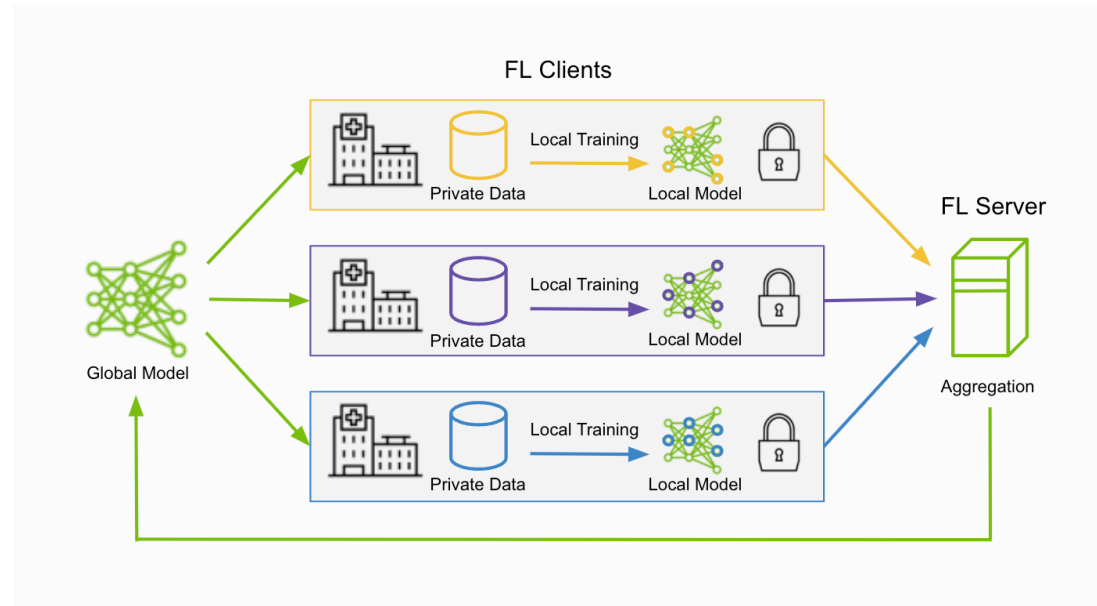 FL Clients
Local Training
Private Data
Local Model
FL Server
Local Training
Private Data
Local Model
Global Model
Aggregation
Local Training
Private Data
Local Model